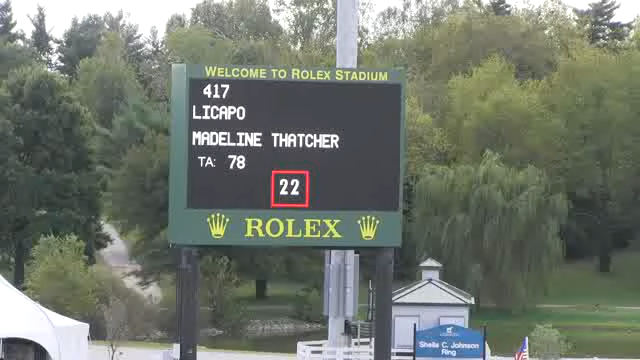 WELCOME TO ROLEX STADIUM
417
LICAPO
MADELINE THATCHER
TA: 78
22
ROLEX
Sheila C. Johnson
Ring